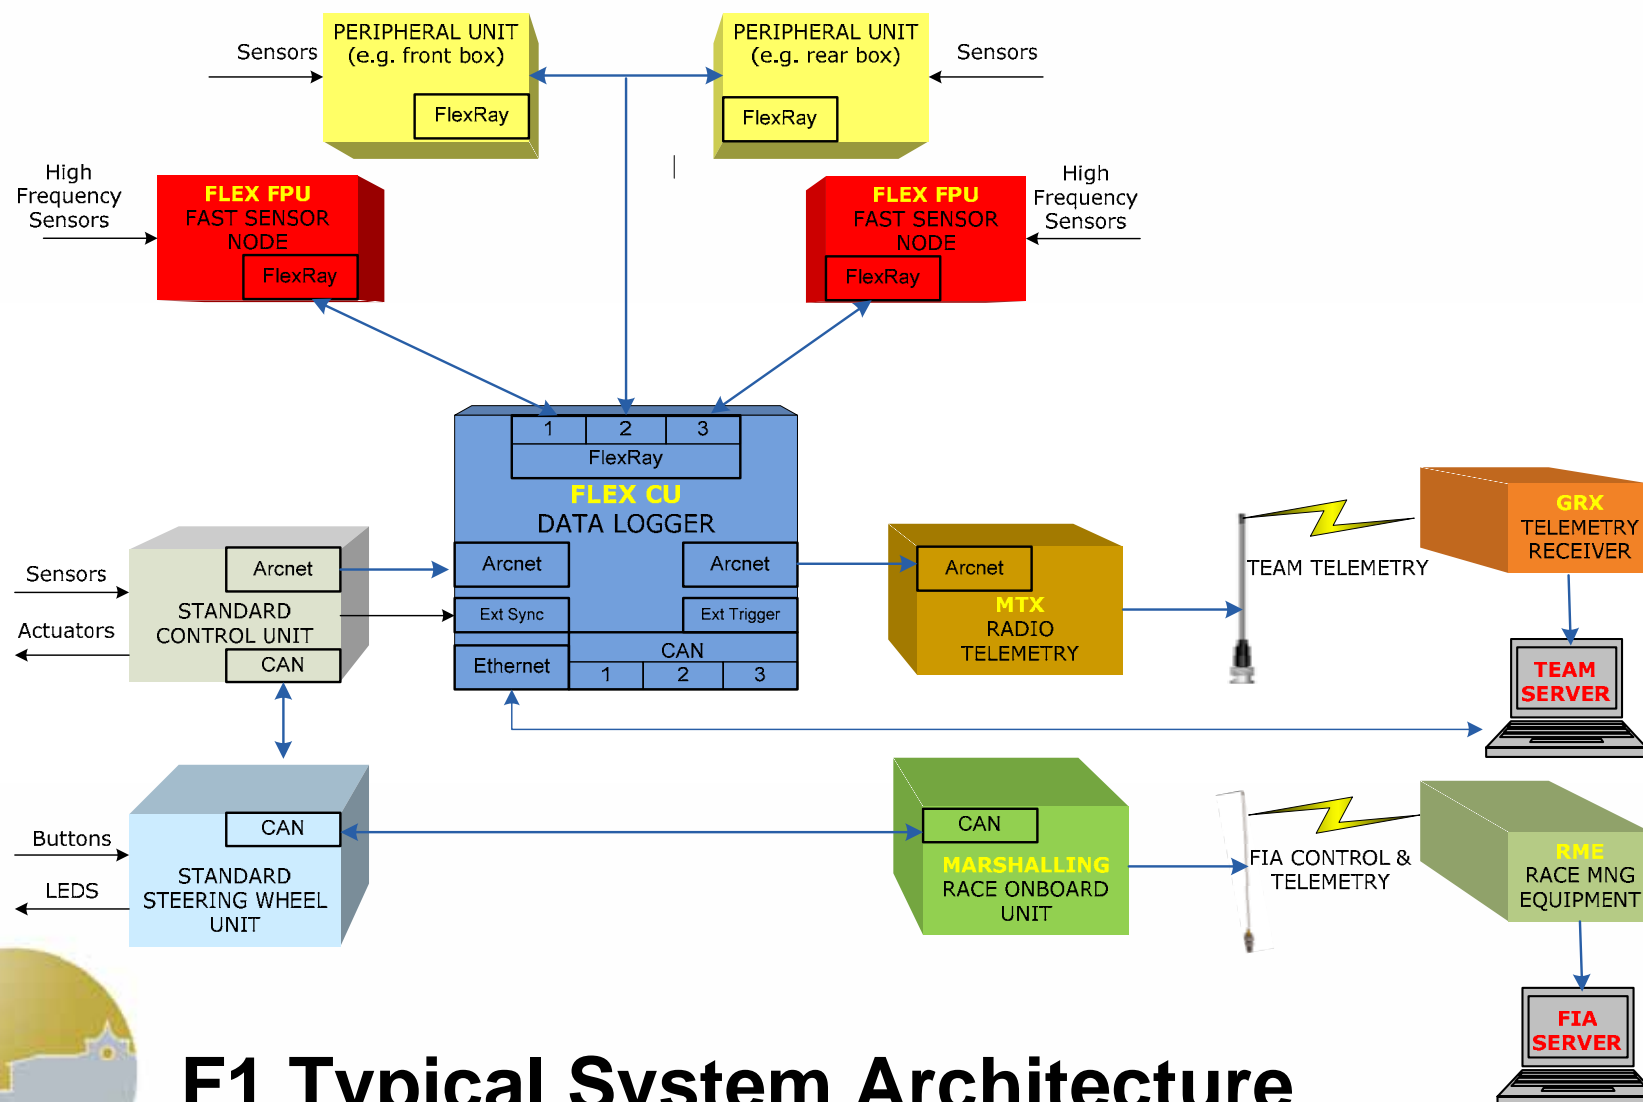 PERIPHERAL UNIT
(e.g. front box)
Sensors
FlexRay
PERIPHERAL UNIT
(e.g. rear box)
Sensors
FlexRay
High
Frequency
Sensors
FLEX FPU
FAST SENSOR
NODE
FlexRay
FLEX FPU
FAST SENSOR
NODE
FlexRay
High
Frequency
Sensors
1 2 3
FlexRay
FLEX CU
DATA LOGGER
Arcnet
Arcnet
Ext Sync
Ext Trigger
Ethernet
CAN
1 2 3
Sensors
Actuators
Arcnet
STANDARD
CONTROL UNIT
CAN
Arcnet
MTX
RADIO
TELEMETRY
TEAM TELEMETRY
GRX
TELEMETRY
RECEIVER
TEAM
SERVER
Buttons
LEDS
CAN
STANDARD
STEERING WHEEL
UNIT
CAN
MARSHALLING
RACE ONBOARD
UNIT
FIA CONTROL &
TELEMETRY
RME
RACE MNG
EQUIPMENT
FIA
SERVER
F1 Typical System Architecture